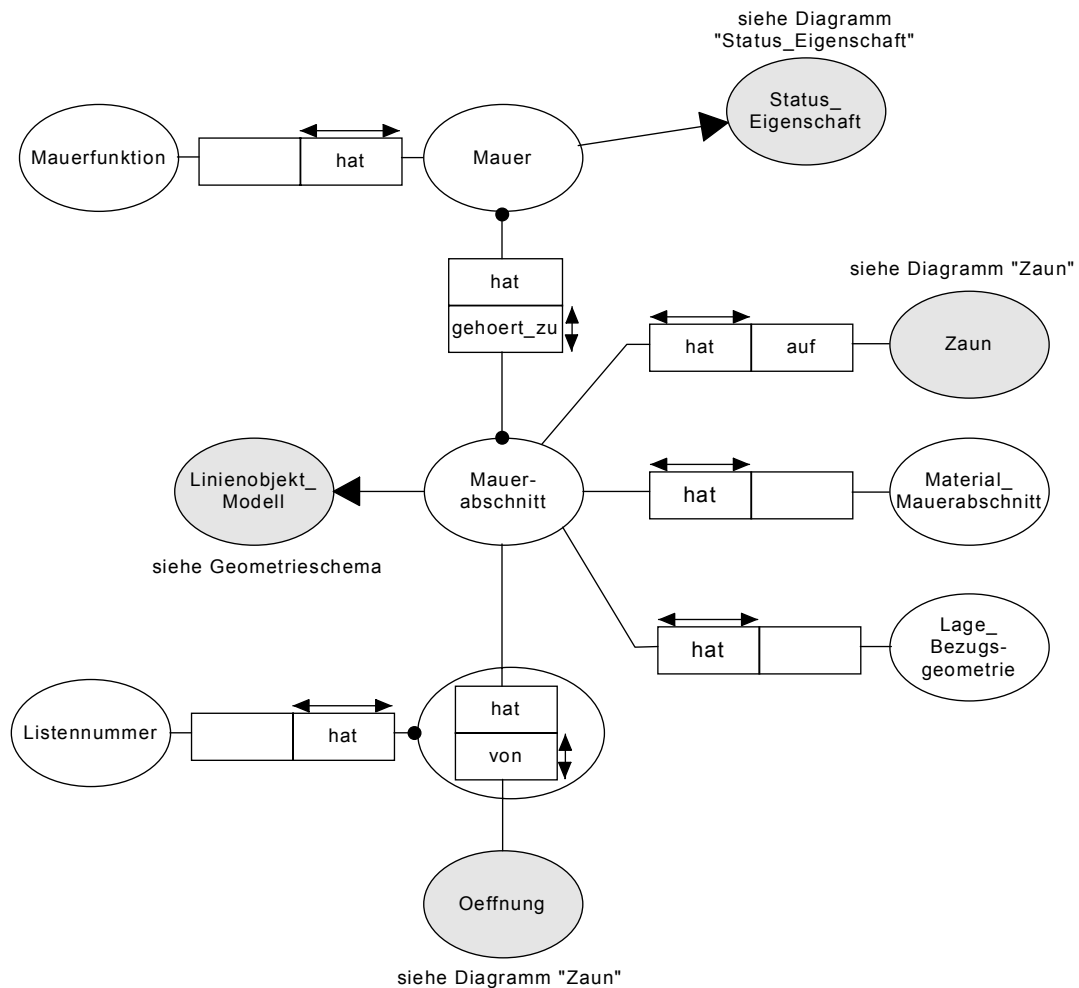 siehe Diagramm
"Status_Eigenschaft"
Status_
Eigenschaft
Mauerfunktion
hat
Mauer
hat
gehoert_zu
siehe Diagramm "Zaun"
hat
auf
Zaun
Linienobjekt_
Modell
siehe Geometrieschema
Mauer-
abschnitt
hat
Material_
Mauerabschnitt
hat
Lage_
Bezugs-
geometrie
Listennummer
hat
hat
von
Oeffnung
siehe Diagramm "Zaun"